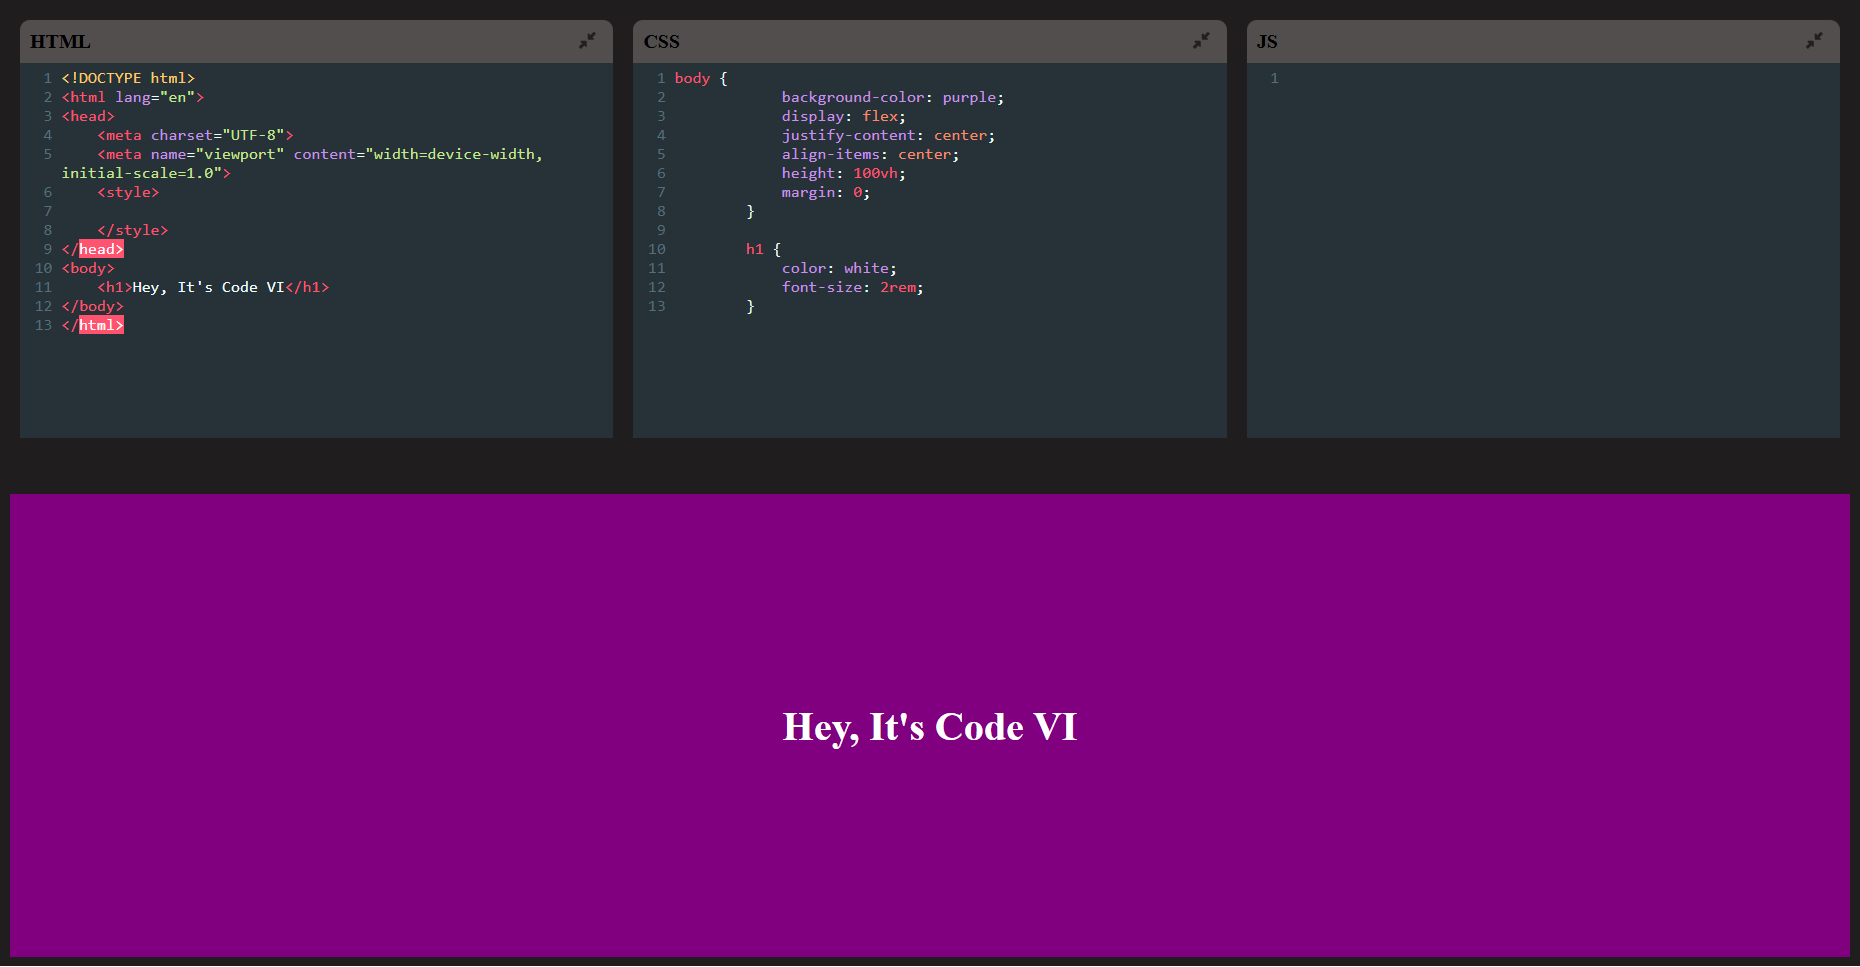 HTML
1 <!DOCTYPE html>
2 <html lang="en">
3 <head>
4     <meta charset="UTF-8">
5     <meta name="viewport" content="width=device-width,
initial-scale=1.0">
6     <style>
7
8     </style>
9 </head>
10 <body>
11     <h1>Hey, It's Code VI</h1>
12 </body>
13 </html>
CSS
1 body {
2             background-color: purple;
3             display: flex;
4             justify-content: center;
5             align-items: center;
6             height: 100vh;
7             margin: 0;
8         }
9
10         h1 {
11             color: white;
12             font-size: 2rem;
13         }
JS
1
Hey, It's Code VI